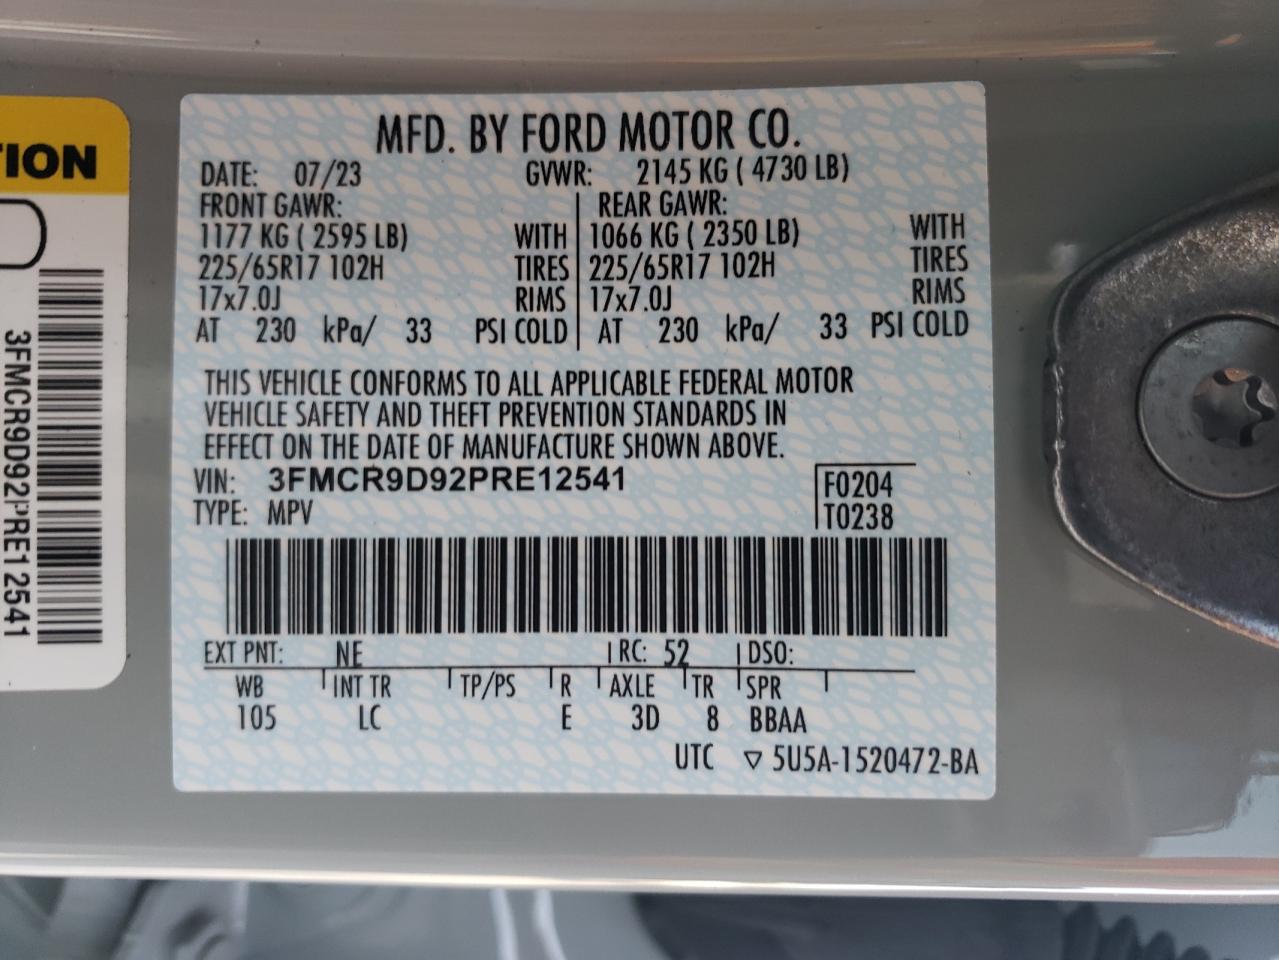 MFD. BY FORD MOTOR CO.
DATE: 07/23 GVWR: 2145 KG ( 4730 LB)
FRONT GAWR: REAR GAWR:
1177 KG ( 2595 LB) WITH 1066 KG ( 2350 LB) WITH
225/65R17 102H TIRES 225/65R17 102H TIRES
17x7.0J RIMS 17x7.0J RIMS
AT 230 kPa/ 33 PSI COLD AT 230 kPa/ 33 PSI COLD
THIS VEHICLE CONFORMS TO ALL APPLICABLE FEDERAL MOTOR
VEHICLE SAFETY AND THEFT PREVENTION STANDARDS IN
EFFECT ON THE DATE OF MANUFACTURE SHOWN ABOVE.
VIN: 3FMCR9D92PRE12541 F0204
TYPE: MPV T0238
EXT PNT: NE RC: 52 DSO:
WB INT TR TP/PS R AXLE TR SPR
105 LC E 3D 8 BBAA
UTC ▽ 5U5A-1520472-BA
TION
3FMCR9D92PRE12541